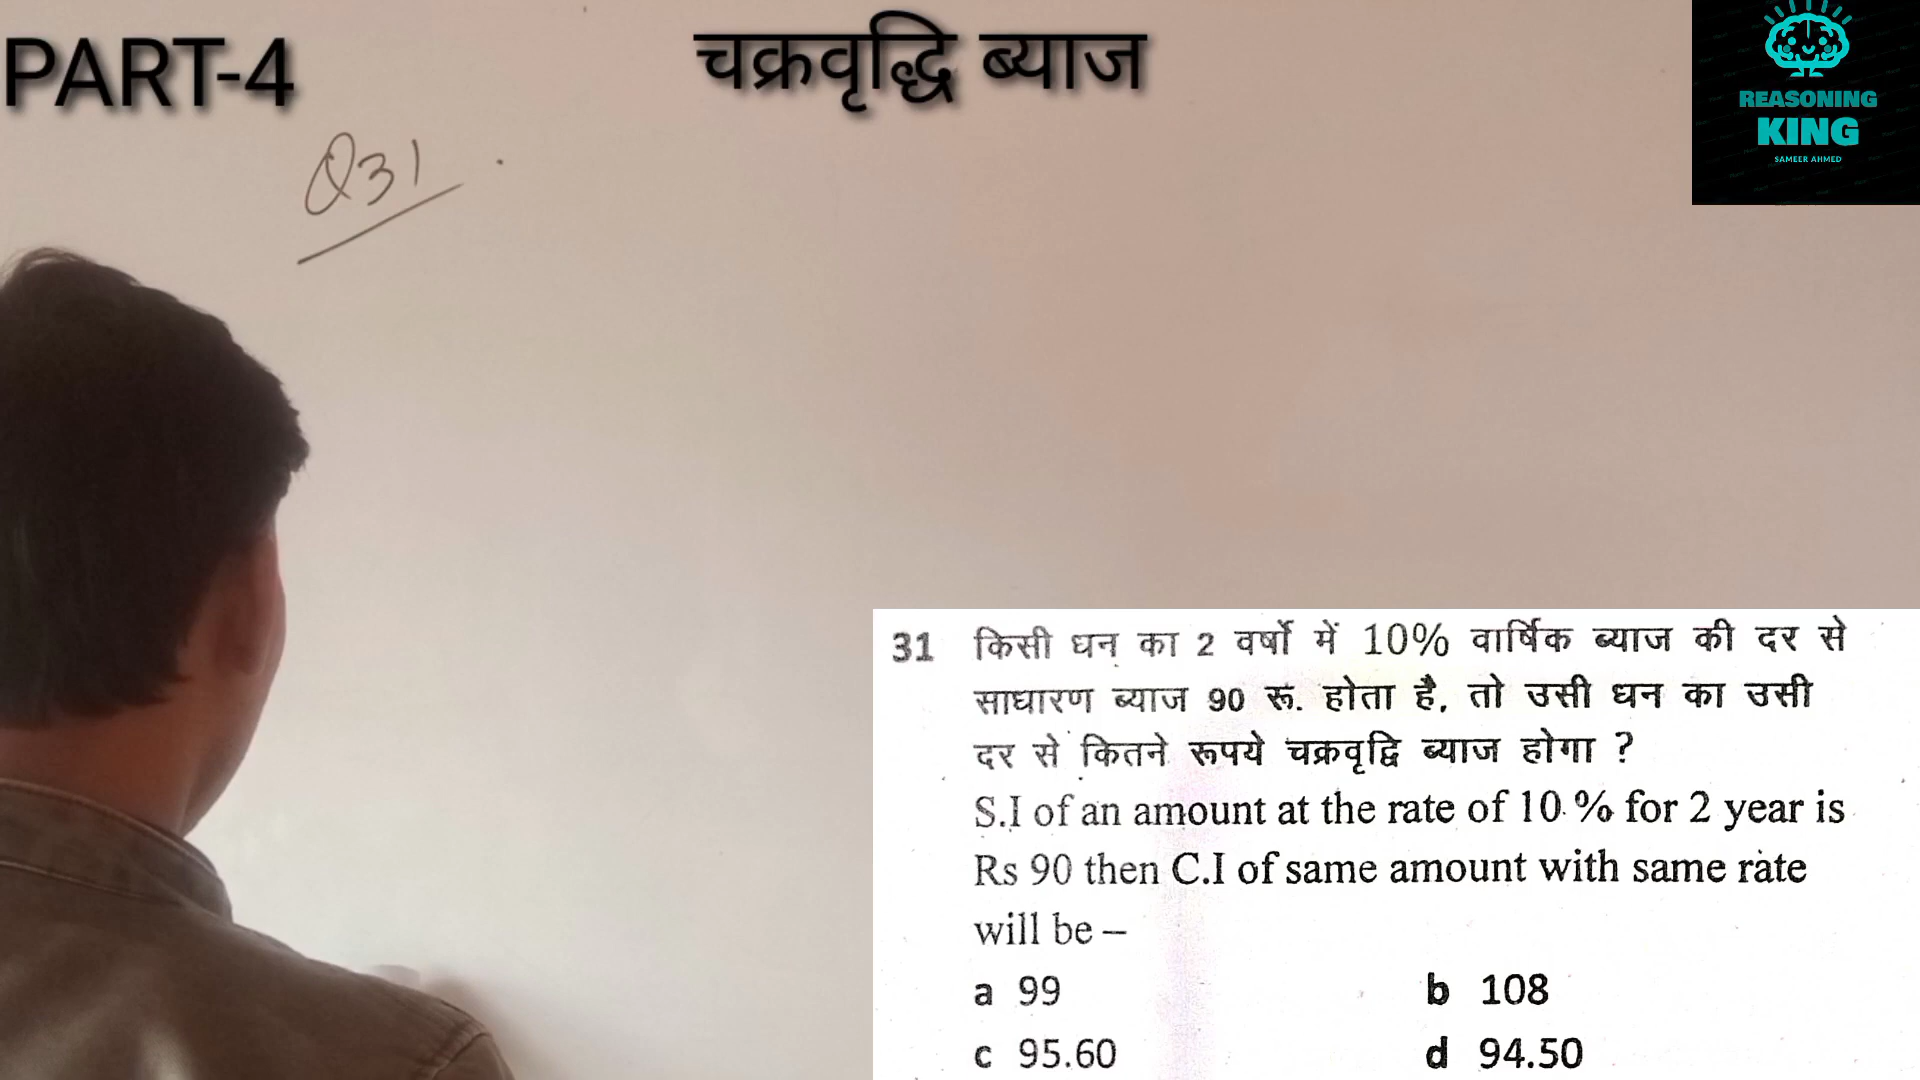 PART-4
चक्रवृद्धि ब्याज
REASONING
KING
SAMEER AHMED
Q31
31 किसी धन का 2 वर्षो में 10% वार्षिक ब्याज की दर से
साधारण ब्याज 90 रू. होता है, तो उसी धन का उसी
दर से कितने रूपये चक्रवृद्वि ब्याज होगा ?
S.I of an amount at the rate of 10 % for 2 year is
Rs 90 then C.I of same amount with same rate
will be –
a 99 b 108
c 95.60 d 94.50